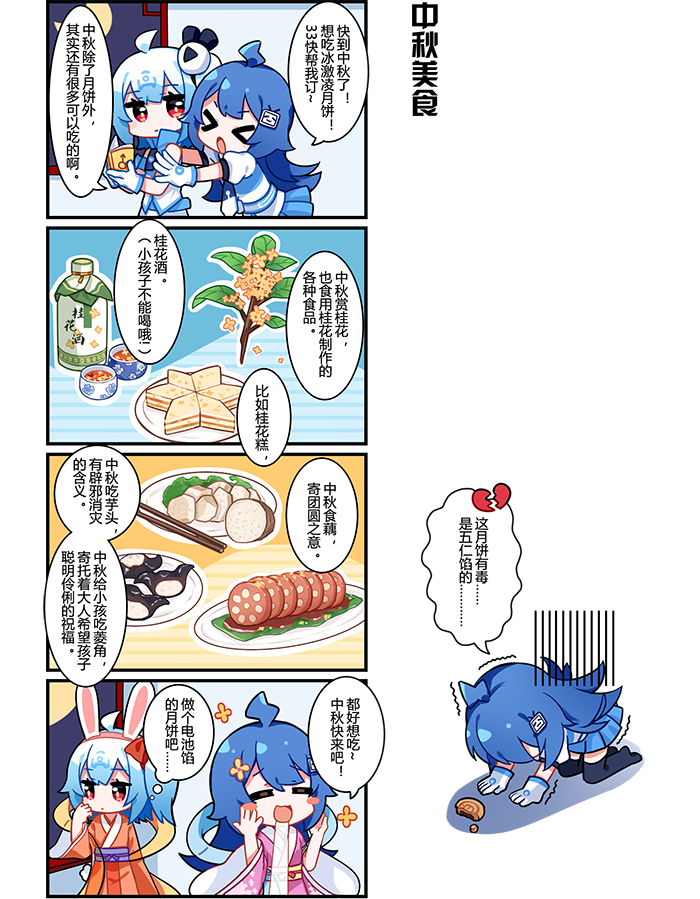 中秋美食
快到中秋了！
想吃冰激凌月饼！
33快帮我订~
中秋除了月饼外，
其实还有很多可以吃的啊。
中秋赏桂花，
也食用桂花制作的
各种食品。
比如桂花糕，
桂花酒。
（小孩子不能喝哦！）
桂
花
酒
中秋食藕，
寄团圆之意。
中秋吃芋头，
有辟邪消灾
的含义。
中秋给小孩吃菱角，
寄托着大人希望孩子
聪明伶俐的祝福。
都好想吃~
中秋快来吧！
做个电池馅
的月饼吧……
这月饼有毒……
是五仁馅的…………